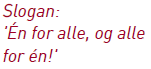 Slogan:
'Én for alle, og alle
for én!'